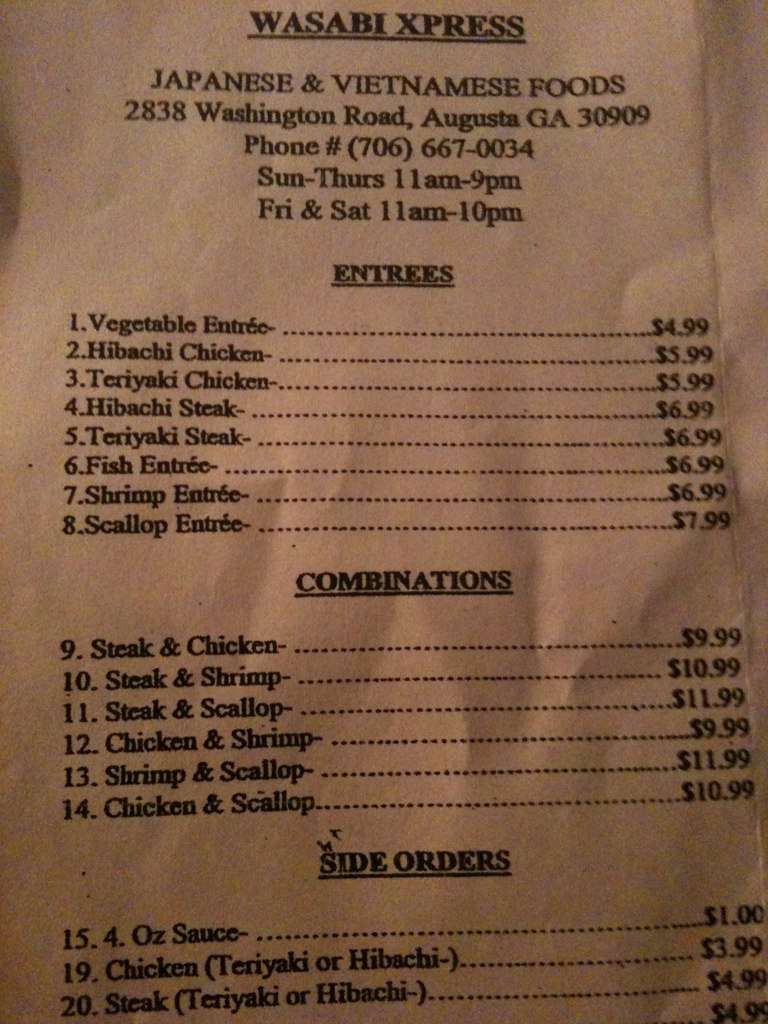 WASABI XPRESS
JAPANESE & VIETNAMESE FOODS
2838 Washington Road, Augusta GA 30909
Phone # (706) 667-0034
Sun-Thurs 11am-9pm
Fri & Sat 11am-10pm
ENTREES
1.Vegetable Entrée- ........................................................$4.99
2.Hibachi Chicken- ........................................................$5.99
3.Teriyaki Chicken-........................................................$5.99
4.Hibachi Steak- ............................................................$6.99
5.Teriyaki Steak- ............................................................$6.99
6.Fish Entrée- ................................................................$6.99
7.Shrimp Entrée- ............................................................$6.99
8.Scallop Entrée- ............................................................$7.99
COMBINATIONS
9. Steak & Chicken- ........................................................$9.99
10. Steak & Shrimp- ...................................................... $10.99
11. Steak & Scallop- ......................................................$11.99
12. Chicken & Shrimp- ....................................................$9.99
13. Shrimp & Scallop- ....................................................$11.99
14. Chicken & Scallop......................................................$10.99
SIDE ORDERS
15. 4. Oz Sauce- ................................................................$1.00
19. Chicken (Teriyaki or Hibachi-)................................ $3.99
20. Steak (Teriyaki or Hibachi-)...................................... $4.99
$4.99